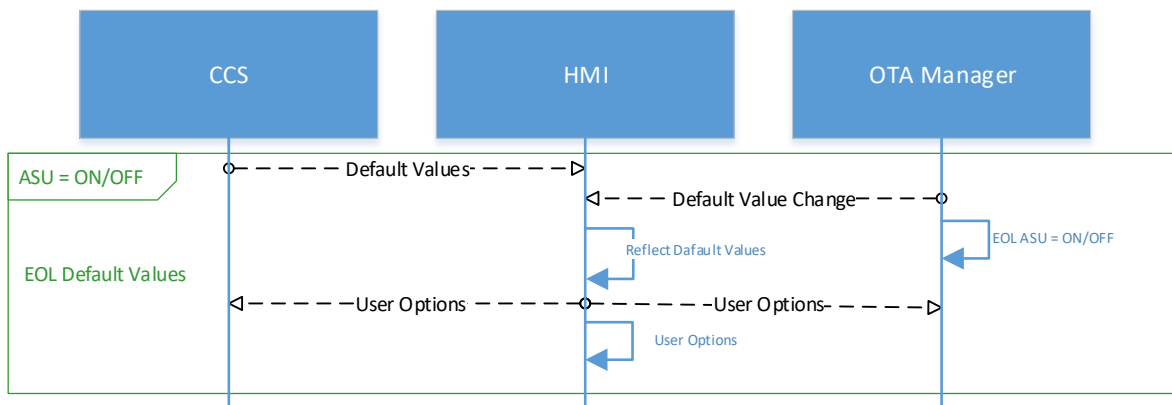 CCS
HMI
OTA Manager
ASU = ON/OFF
Default Values
Default Value Change
EOL ASU = ON/OFF
Reflect Dafault Values
EOL Default Values
User Options
User Options
User Options